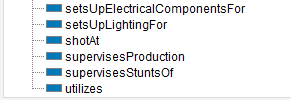 setsUpElectricalComponentsFor
setsUpLightingFor
shotAt
supervisesProduction
supervisesStuntsOf
utilizes